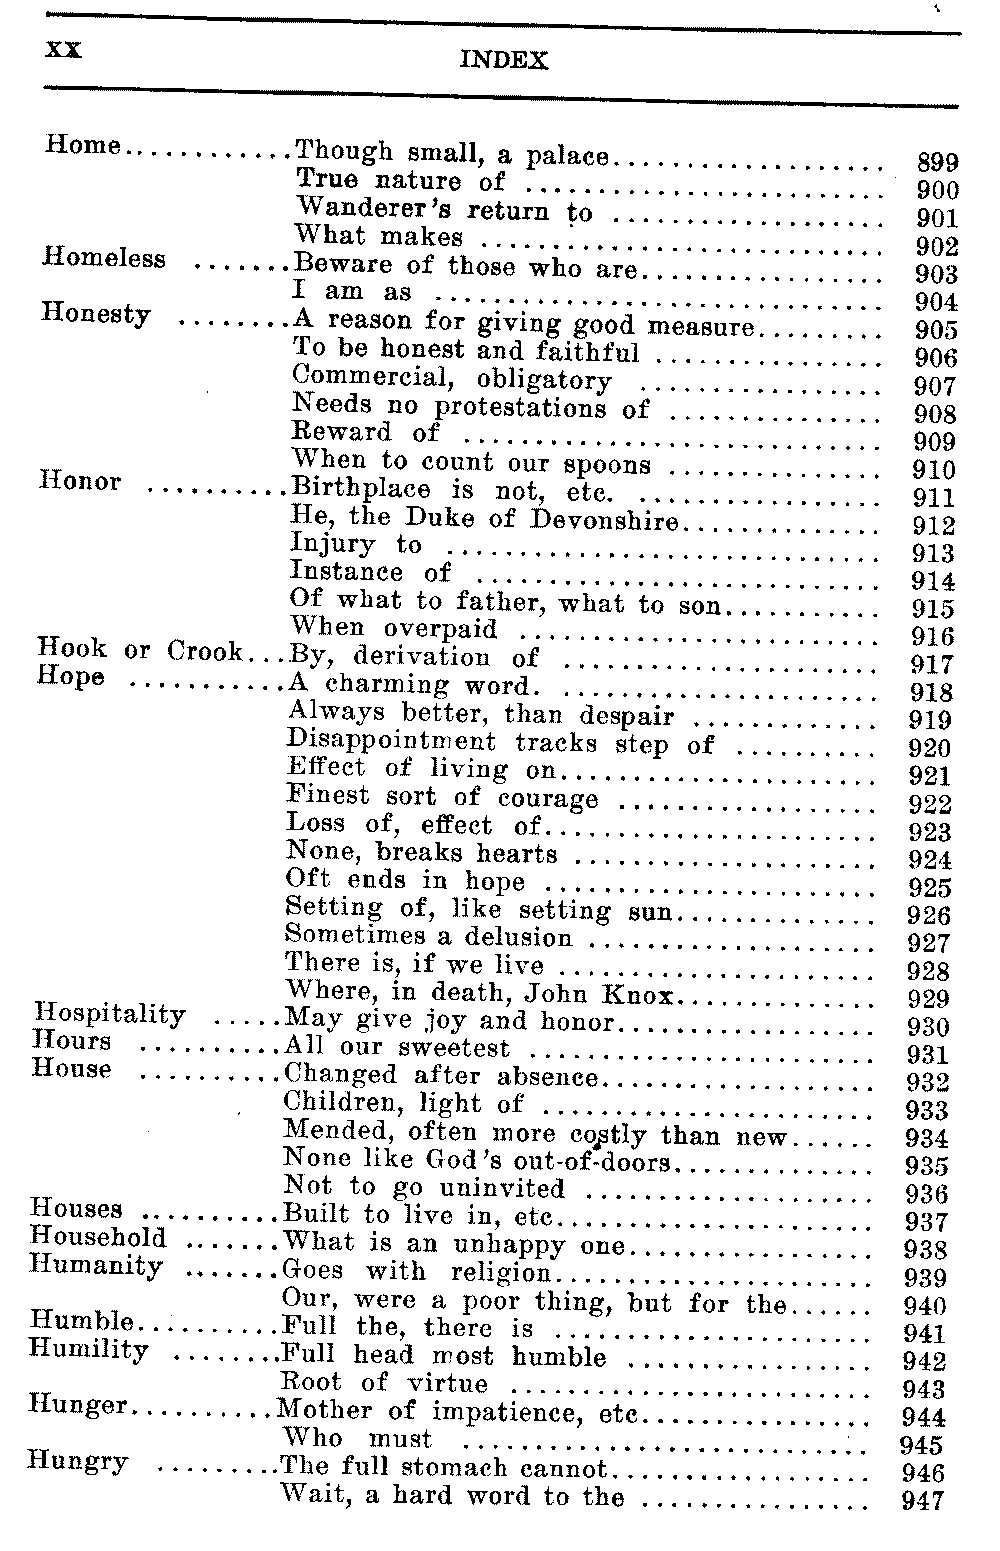 XX INDEX
Home............Though small, a palace.................. 899
True nature of ........................ 900
Wanderer's return to .................. 901
What makes ........................... 902
Homeless .......Beware of those who are................. 903
I am as .............................. 904
Honesty ........A reason for giving good measure......... 905
To be honest and faithful ................ 906
Commercial, obligatory ................. 907
Needs no protestations of ............... 908
Reward of ............................ 909
When to count our spoons ............... 910
Honor ..........Birthplace is not, etc. ................. 911
He, the Duke of Devonshire.............. 912
Injury to ............................. 913
Instance of ........................... 914
Of what to father, what to son........... 915
When overpaid ......................... 916
Hook or Crook...By, derivation of ...................... 917
Hope ...........A charming word. ...................... 918
Always better, than despair ............. 919
Disappointment tracks step of .......... 920
Effect of living on...................... 921
Finest sort of courage .................. 922
Loss of, effect of....................... 923
None, breaks hearts ..................... 924
Oft ends in hope ....................... 925
Setting of, like setting sun.............. 926
Sometimes a delusion .................... 927
There is, if we live ...................... 928
Where, in death, John Knox.............. 929
Hospitality .....May give joy and honor.................. 930
Hours ..........All our sweetest ........................ 931
House ..........Changed after absence................... 932
Children, light of ....................... 933
Mended, often more costly than new...... 934
None like God's out-of-doors.............. 935
Not to go uninvited .................... 936
Houses ..........Built to live in, etc...................... 937
Household .......What is an unhappy one................. 938
Humanity .......Goes with religion...................... 939
Our, were a poor thing, but for the...... 940
Humble..........Full the, there is ...................... 941
Humility ........Full head most humble ................. 942
Root of virtue ......................... 943
Hunger..........Mother of impatience, etc................ 944
Who must ............................ 945
Hungry .........The full stomach cannot.................. 946
Wait, a hard word to the ................ 947